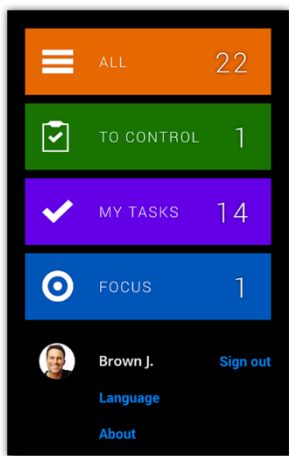 ALL 22
TO CONTROL 1
MY TASKS 14
FOCUS 1
Brown J. Sign out
Language
About